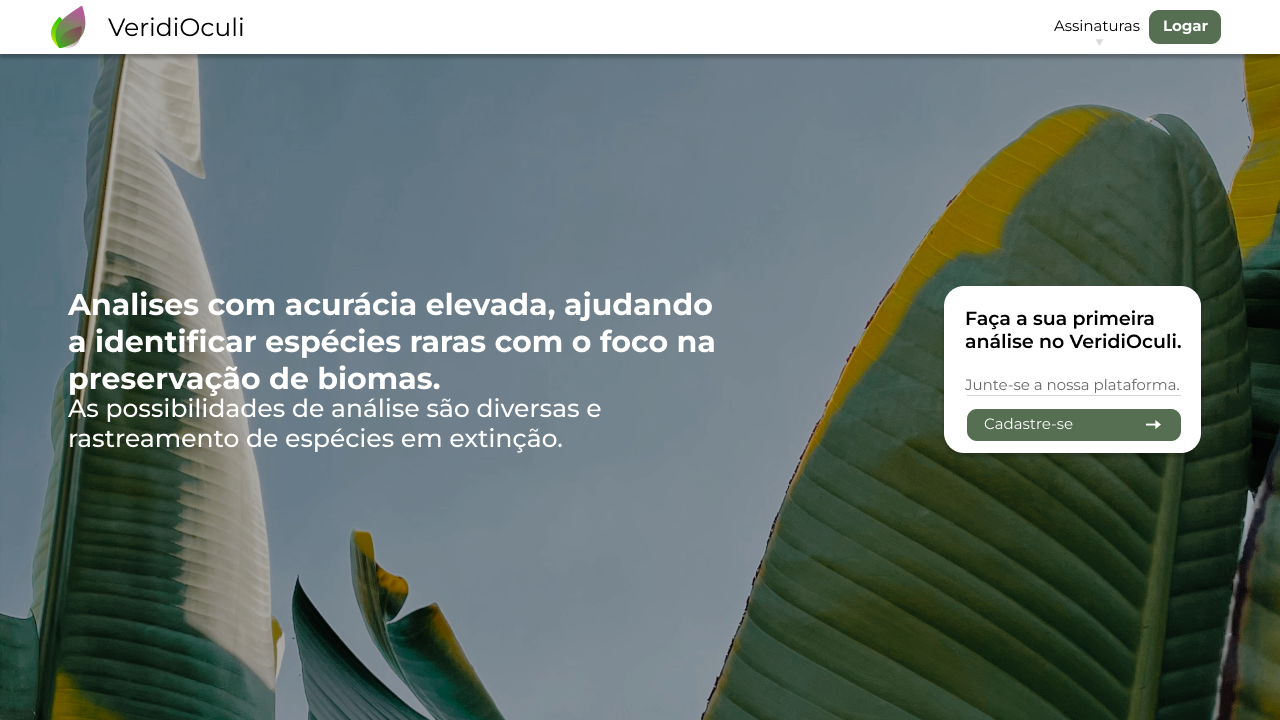 VeridiOculi
Assinaturas
Logar
Analises com acurácia elevada, ajudando
a identificar espécies raras com o foco na
preservação de biomas.
As possibilidades de análise são diversas e
rastreamento de espécies em extinção.
Faça a sua primeira
análise no VeridiOculi.
Junte-se a nossa plataforma.
Cadastre-se